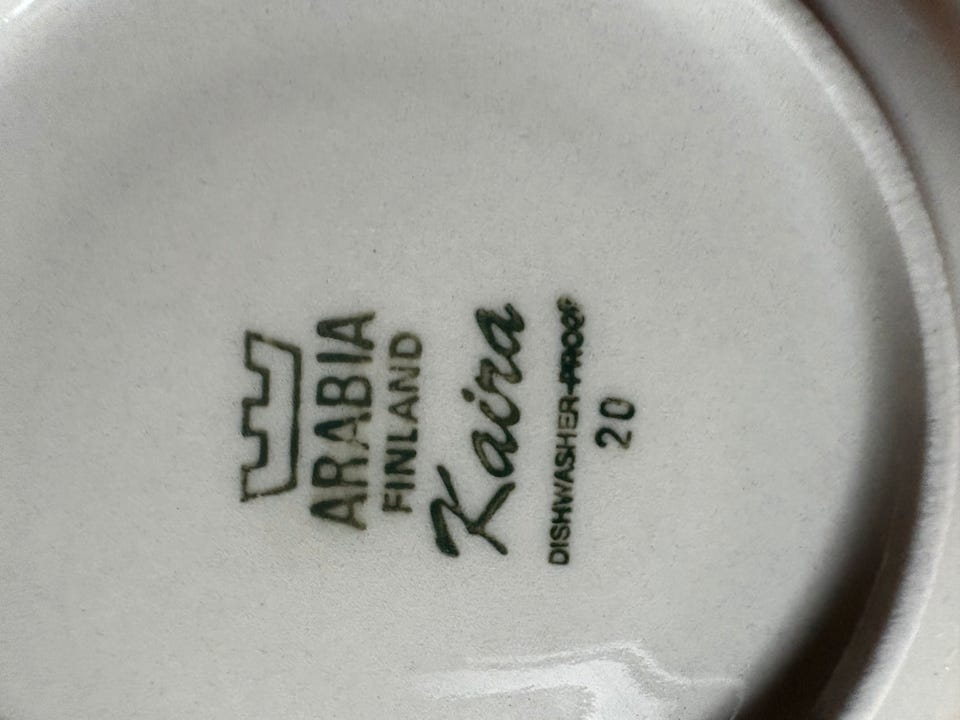 ARABIA
FINLAND
Kaira
DISHWASHER-PROOF
20